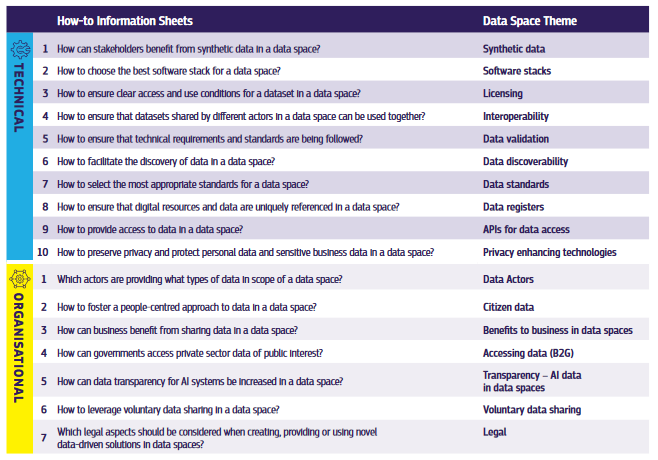 How-to Information Sheets Data Space Theme
TECHNICAL
1 How can stakeholders benefit from synthetic data in a data space? Synthetic data
2 How to choose the best software stack for a data space? Software stacks
3 How to ensure clear access and use conditions for a dataset in a data space? Licensing
4 How to ensure that datasets shared by different actors in a data space can be used together? Interoperability
5 How to ensure that technical requirements and standards are being followed? Data validation
6 How to facilitate the discovery of data in a data space? Data discoverability
7 How to select the most appropriate standards for a data space? Data standards
8 How to ensure that digital resources and data are uniquely referenced in a data space? Data registers
9 How to provide access to data in a data space? APIs for data access
10 How to preserve privacy and protect personal data and sensitive business data in a data space? Privacy enhancing technologies
ORGANISATIONAL
1 Which actors are providing what types of data in scope of a data space? Data Actors
2 How to foster a people-centred approach to data in a data space? Citizen data
3 How can business benefit from sharing data in a data space? Benefits to business in data spaces
4 How can governments access private sector data of public interest? Accessing data (B2G)
5 How can data transparency for AI systems be increased in a data space? Transparency – AI data
in data spaces
6 How to leverage voluntary data sharing in a data space? Voluntary data sharing
7 Which legal aspects should be considered when creating, providing or using novel Legal
data-driven solutions in data spaces?